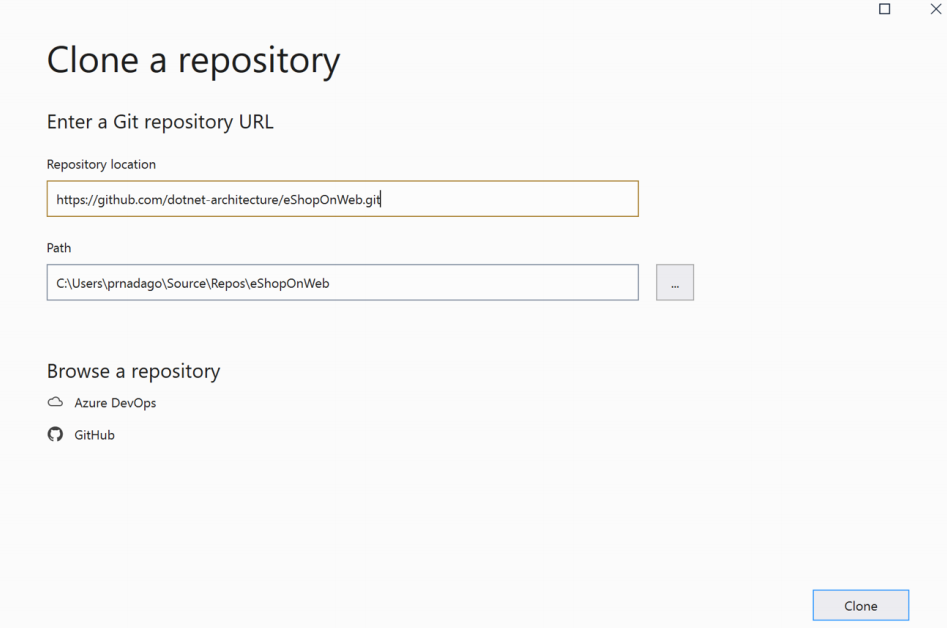 Clone a repository
Enter a Git repository URL
Repository location
https://github.com/dotnet-architecture/eShopOnWeb.git
Path
C:\Users\prnadago\Source\Repos\eShopOnWeb
...
Browse a repository
Azure DevOps
GitHub
Clone